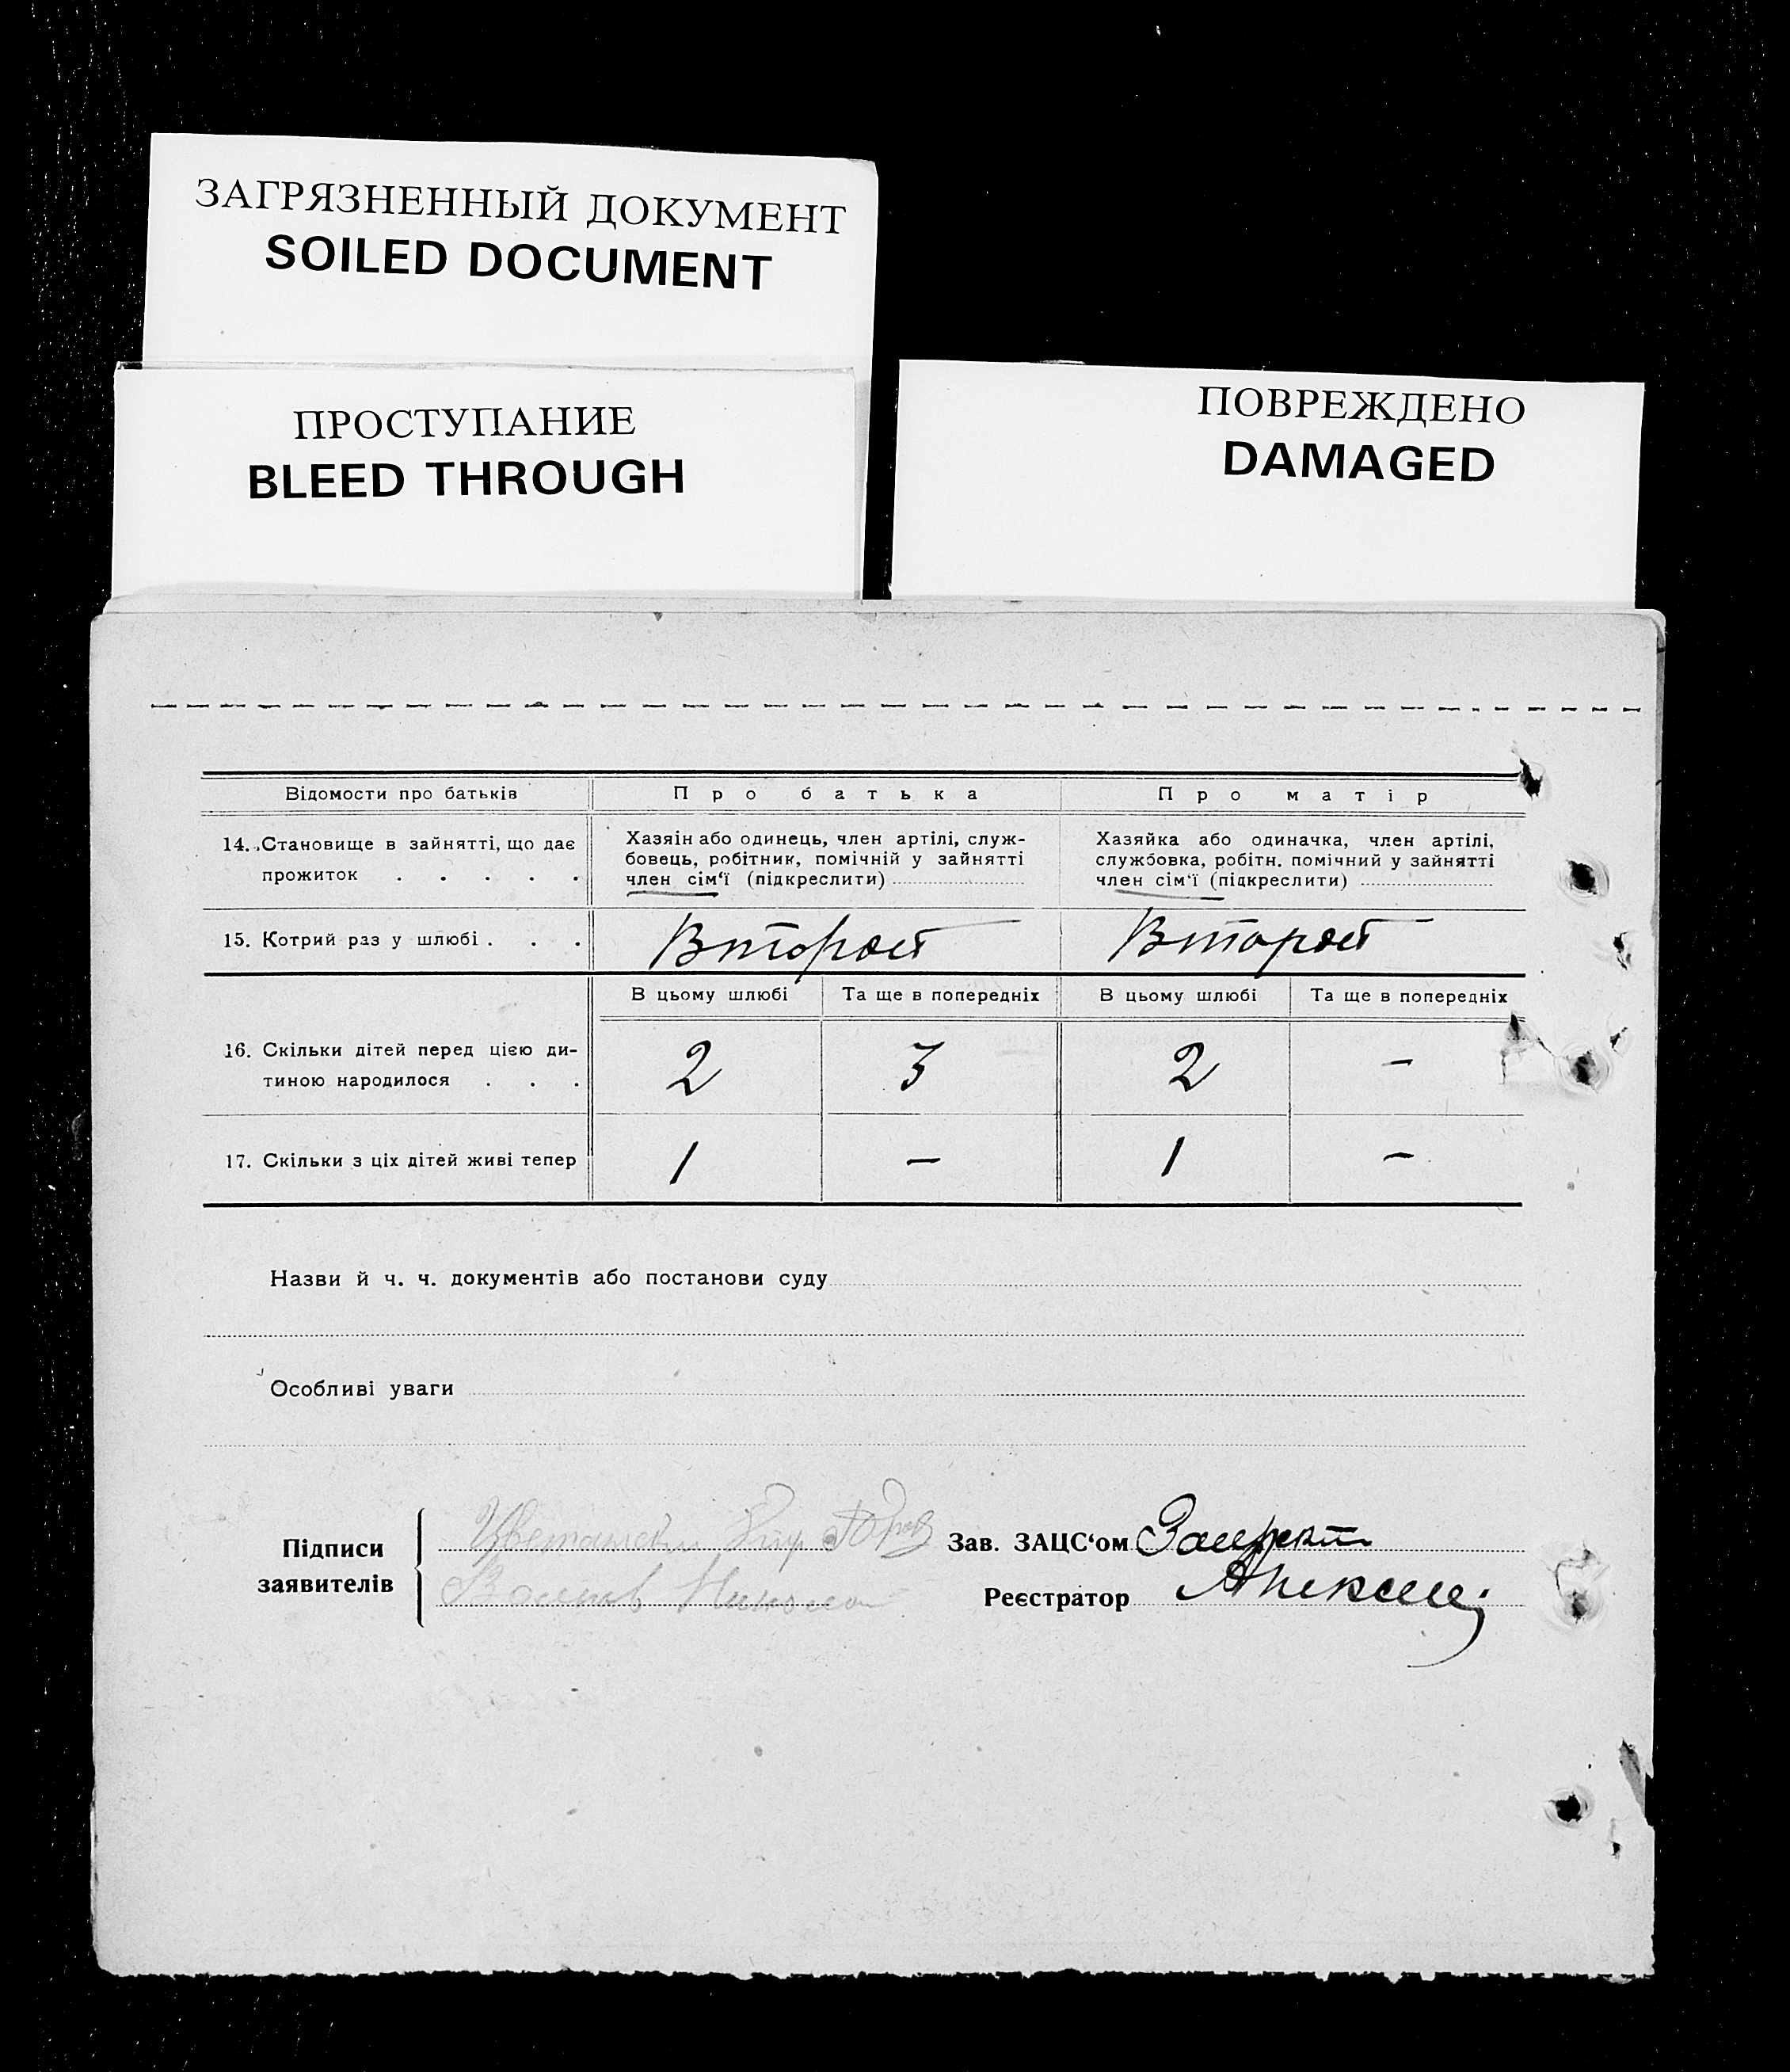 ЗАГРЯЗНЕННЫЙ ДОКУМЕНТ
SOILED DOCUMENT
ПРОСТУПАНИЕ
BLEED THROUGH
ПОВРЕЖДЕНО
DAMAGED
Відомости про батьків Про батька Про матір
14. Становище в зайнятті, що дає прожиток . . . . .
Хазяін або одинець, член артілі, служ-
бовець, робітник, помічній у зайнятті
член сім‘ї (підкреслити)
Хазяйка або одиначка, член артілі,
службовка, робітн. помічний у зайнятті
член сім‘ї (підкреслити)
15. Котрий раз у шлюбі . . .
В цьому шлюбі Та ще в попередніх В цьому шлюбі Та ще в попередніх
16. Скільки дітей перед цією ди-
тиною народилося . . . 2 3 2 –
17. Скільки з ціх дітей живі тепер 1 – 1 –
Назви й ч. ч. документів або постанови суду
Особливі уваги
Підписи
заявителів
Зав. ЗАЦС‘ом
Реєстратор